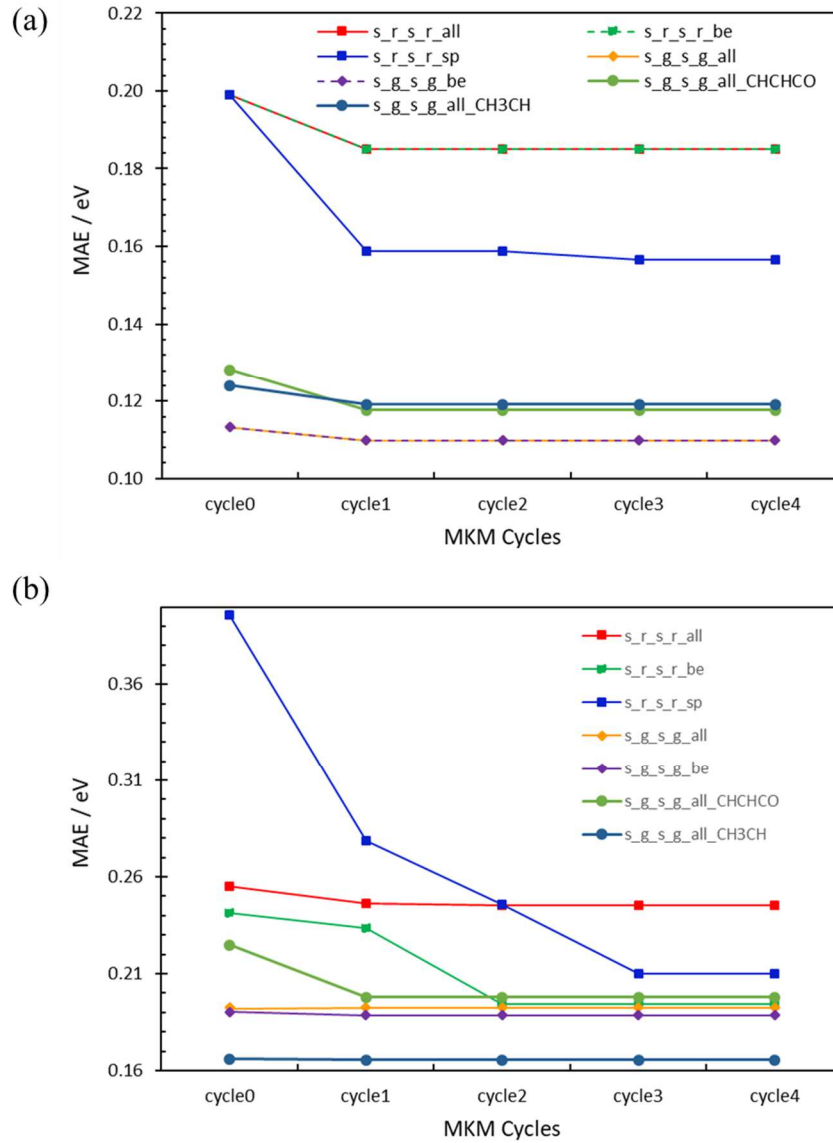 (a)
0.22
s_r_s_r_all
s_r_s_r_be
s_r_s_r_sp
s_g_s_g_all
s_g_s_g_be
s_g_s_g_all_CHCHCO
s_g_s_g_all_CH3CH
0.20
0.18
0.16
0.14
0.12
0.10
MAE / eV
cycle0 cycle1 cycle2 cycle3 cycle4
MKM Cycles
(b)
s_r_s_r_all
s_r_s_r_be
s_r_s_r_sp
s_g_s_g_all
s_g_s_g_be
s_g_s_g_all_CHCHCO
s_g_s_g_all_CH3CH
0.36
0.31
0.26
0.21
0.16
MAE / eV
cycle0 cycle1 cycle2 cycle3 cycle4
MKM Cycles